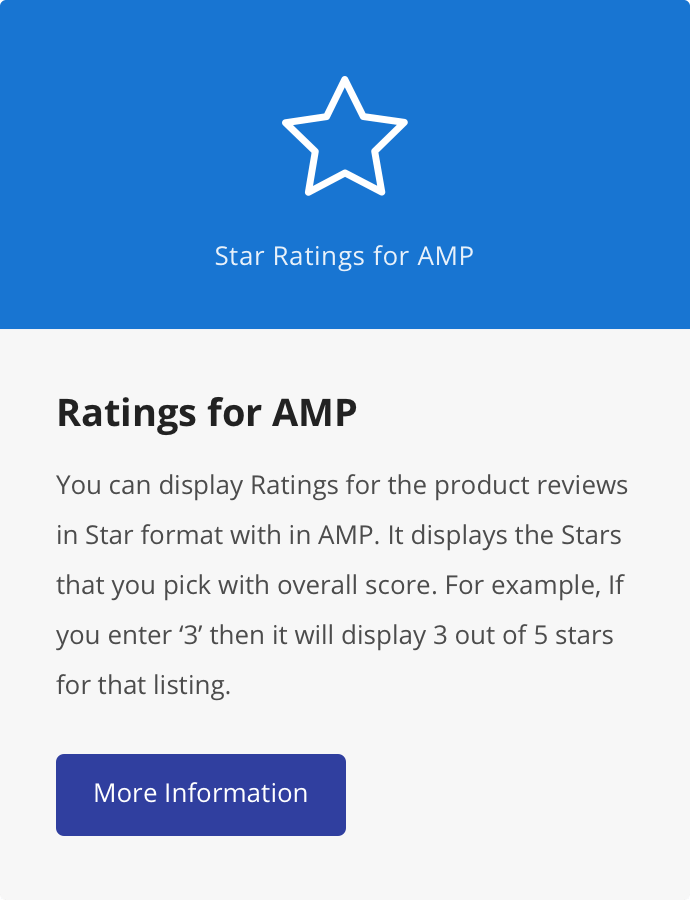 Star Ratings for AMP
Ratings for AMP
You can display Ratings for the product reviews
in Star format with in AMP. It displays the Stars
that you pick with overall score. For example, If
you enter ‘3’ then it will display 3 out of 5 stars
for that listing.
More Information